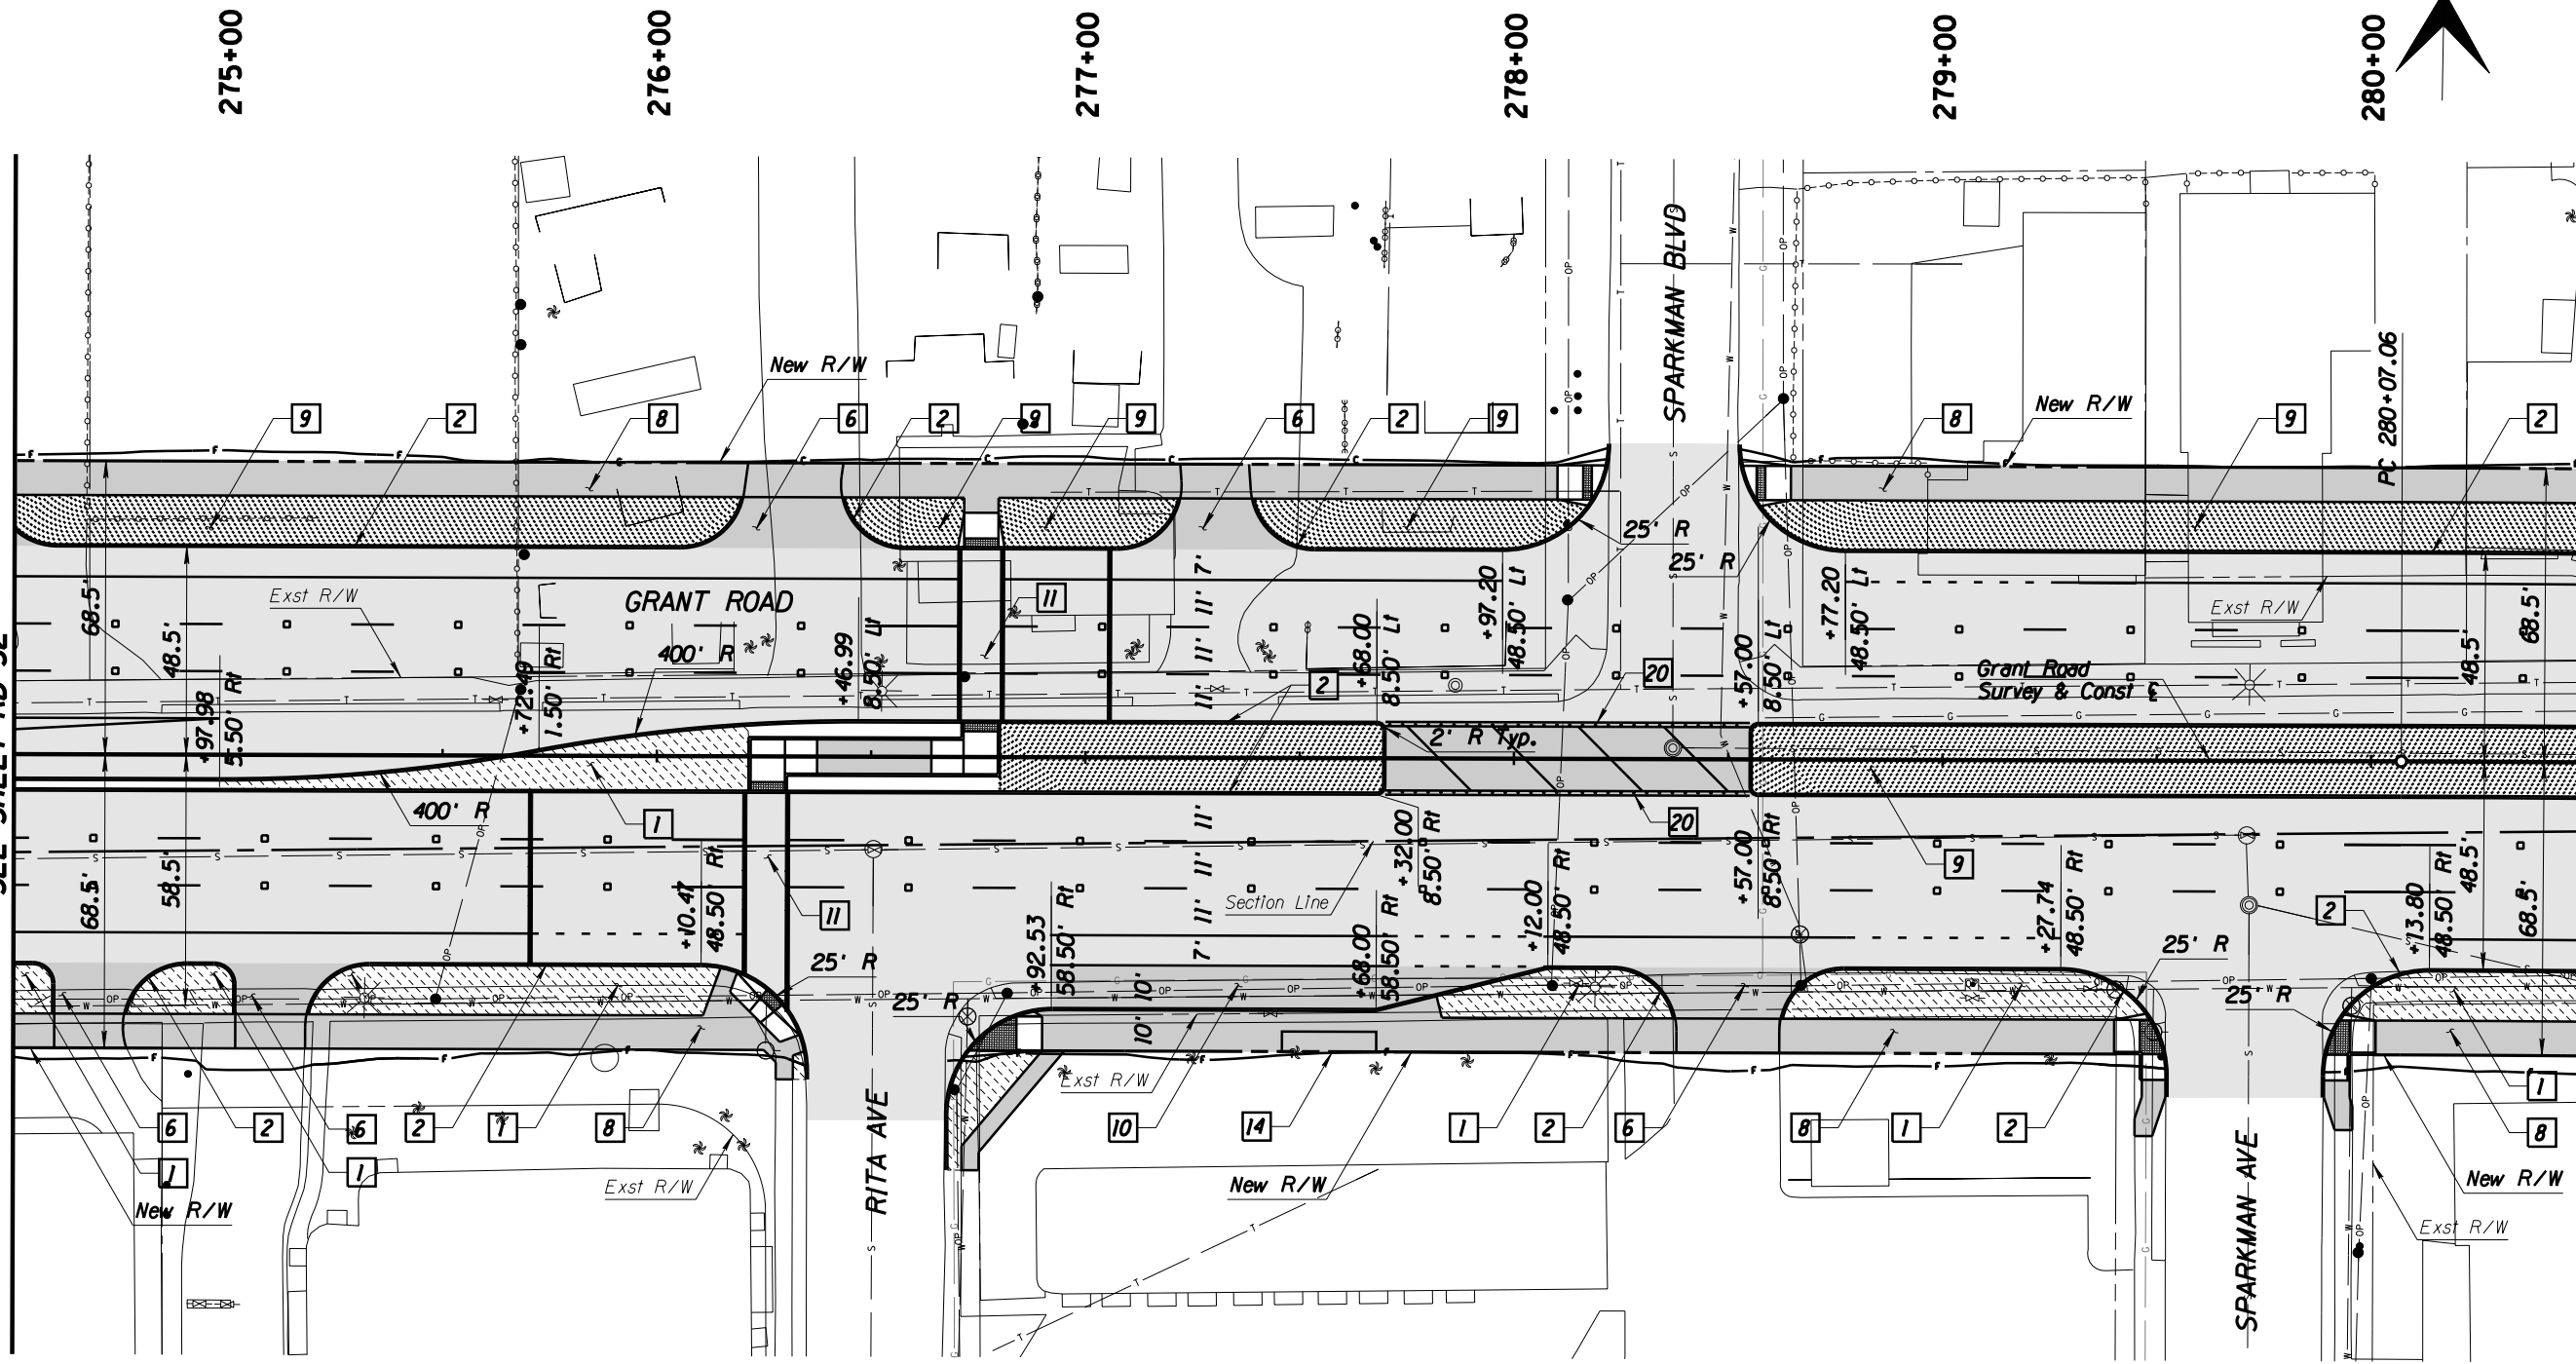 275+00
276+00
277+00
278+00
279+00
280+00
SPARKMAN BLVD
PC 280+07.06
New R/W
New R/W
9
2
8
6
2
9
9
6
2
9
8
9
2
25' R
25' R
68.5'
48.5'
Exst R/W
GRANT ROAD
400' R
11
7'
11'
11'
11'
+97.98
5.50' Rt
+72.49
1.50' Rt
+46.99
8.50' Lt
+68.00
8.50' Lt
+97.20
48.50' Lt
+57.00
8.50' Lt
+77.20
48.50' Lt
2
20
Exst R/W
Grant Road
Survey & Const ℄
48.5'
68.5'
2' R Typ.
400' R
1
20
9
68.5'
58.5'
+10.47
48.50' Rt
11
11'
11'
11'
7'
Section Line
+32.00
8.50' Rt
+12.00
48.50' Rt
+57.00
8.50' Rt
+27.74
48.50' Rt
+13.80
48.50' Rt
48.5'
68.5'
2
25' R
25' R
+92.53
58.50' Rt
+68.00
58.50' Rt
10'
10'
25' R
25' R
Exst R/W
6
2
6
2
1
8
10
14
1
2
6
8
1
2
1
8
1
1
New R/W
Exst R/W
RITA AVE
New R/W
SPARKMAN AVE
New R/W
Exst R/W